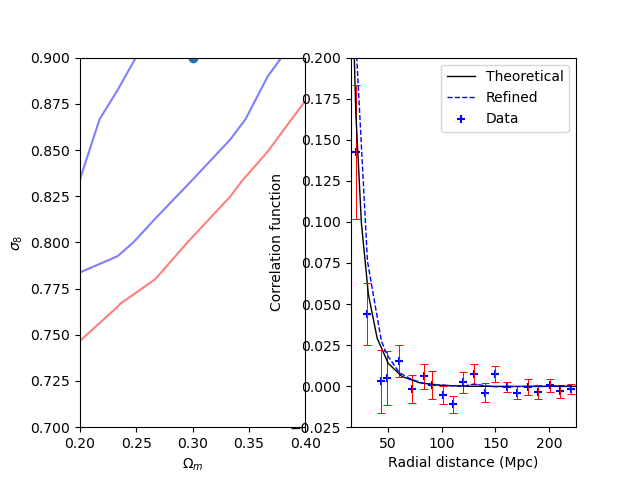 0.900
0.875
0.850
0.825
0.800
0.775
0.750
0.725
0.700
σ8
0.20 0.25 0.30 0.35 0.40
Ωm
0.200
0.175
0.150
0.125
0.100
0.075
0.050
0.025
0.000
−0.025
Correlation function
50 100 150 200
Radial distance (Mpc)
Theoretical
Refined
Data